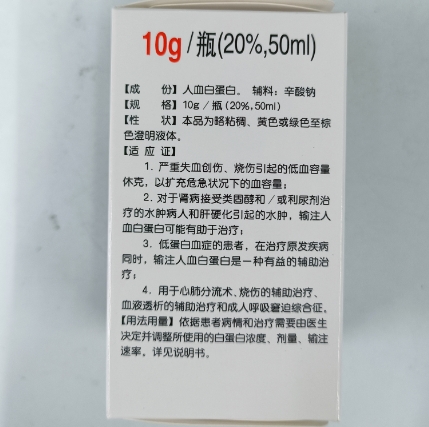 10g/瓶(20%,50ml)
【成　份】人血白蛋白。辅料：辛酸钠
【规　格】10g／瓶(20%,50ml)
【性　状】本品为略粘稠、黄色或绿色至棕
色澄明液体。
【适 应 证】
1．严重失血创伤、烧伤引起的低血容量
休克，以扩充危急状况下的血容量；
2．对于肾病接受类固醇和／或利尿剂治
疗的水肿病人和肝硬化引起的水肿，输注人
血白蛋白可能有助于治疗；
3．低蛋白血症的患者，在治疗原发疾病
同时，输注人血白蛋白是一种有益的辅助治
疗；
4．用于心肺分流术、烧伤的辅助治疗、
血液透析的辅助治疗和成人呼吸窘迫综合征。
【用法用量】依据患者病情和治疗需要由医生
决定并调整所使用的白蛋白浓度、剂量、输注
速率。详见说明书。